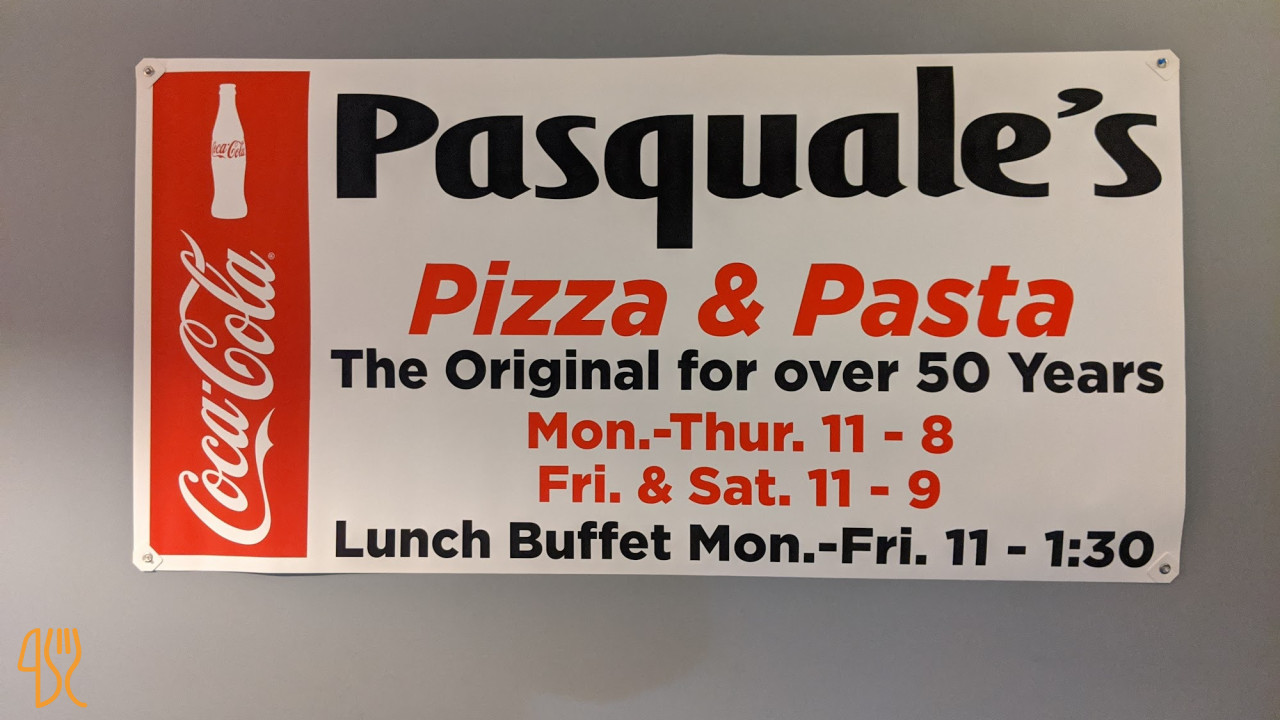 Coca-Cola
Coca-Cola®
Pasquale's
Pizza & Pasta
The Original for over 50 Years
Mon.-Thur. 11 - 8
Fri. & Sat. 11 - 9
Lunch Buffet Mon.-Fri. 11 - 1:30